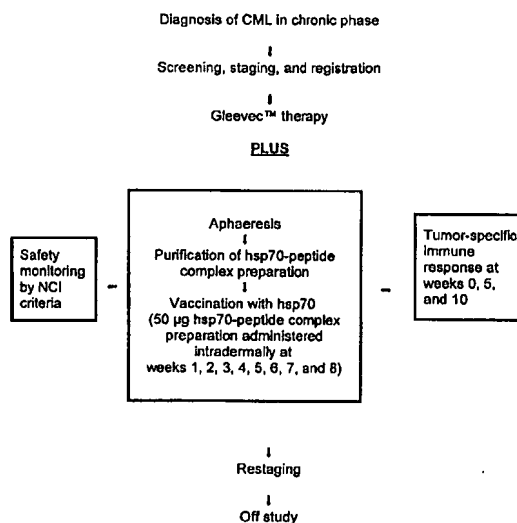 Diagnosis of CML in chronic phase
Screening, staging, and registration
Gleevec™ therapy
PLUS
Safety
monitoring
by NCI
criteria
Aphaeresis
Purification of hsp70-peptide
complex preparation
Vaccination with hsp70
(50 µg hsp70-peptide complex
preparation administered
intradermally at
weeks 1, 2, 3, 4, 5, 6, 7, and 8)
Tumor-specific
immune
response at
weeks 0, 5,
and 10
Restaging
Off study